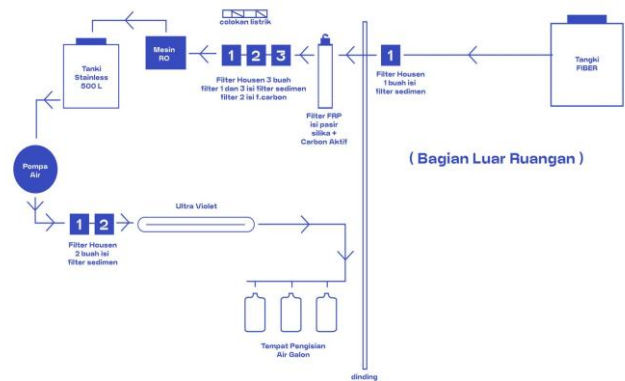 colokan listrik
Mesin
RO
1 2 3
1
Tanki
Stainless
500 L
Filter Housen 3 buah
filter 1 dan 3 isi filter sedimen
filter 2 isi f.carbon
Filter FRP
isi pasir
silika +
Carbon Aktif
Filter Housen
1 buah isi
filter sedimen
Tangki
FIBER
( Bagian Luar Ruangan )
Pompa
Air
1 2
Ultra Violet
Filter Housen
2 buah isi
filter sedimen
Tempat Pengisian
Air Galon
dinding